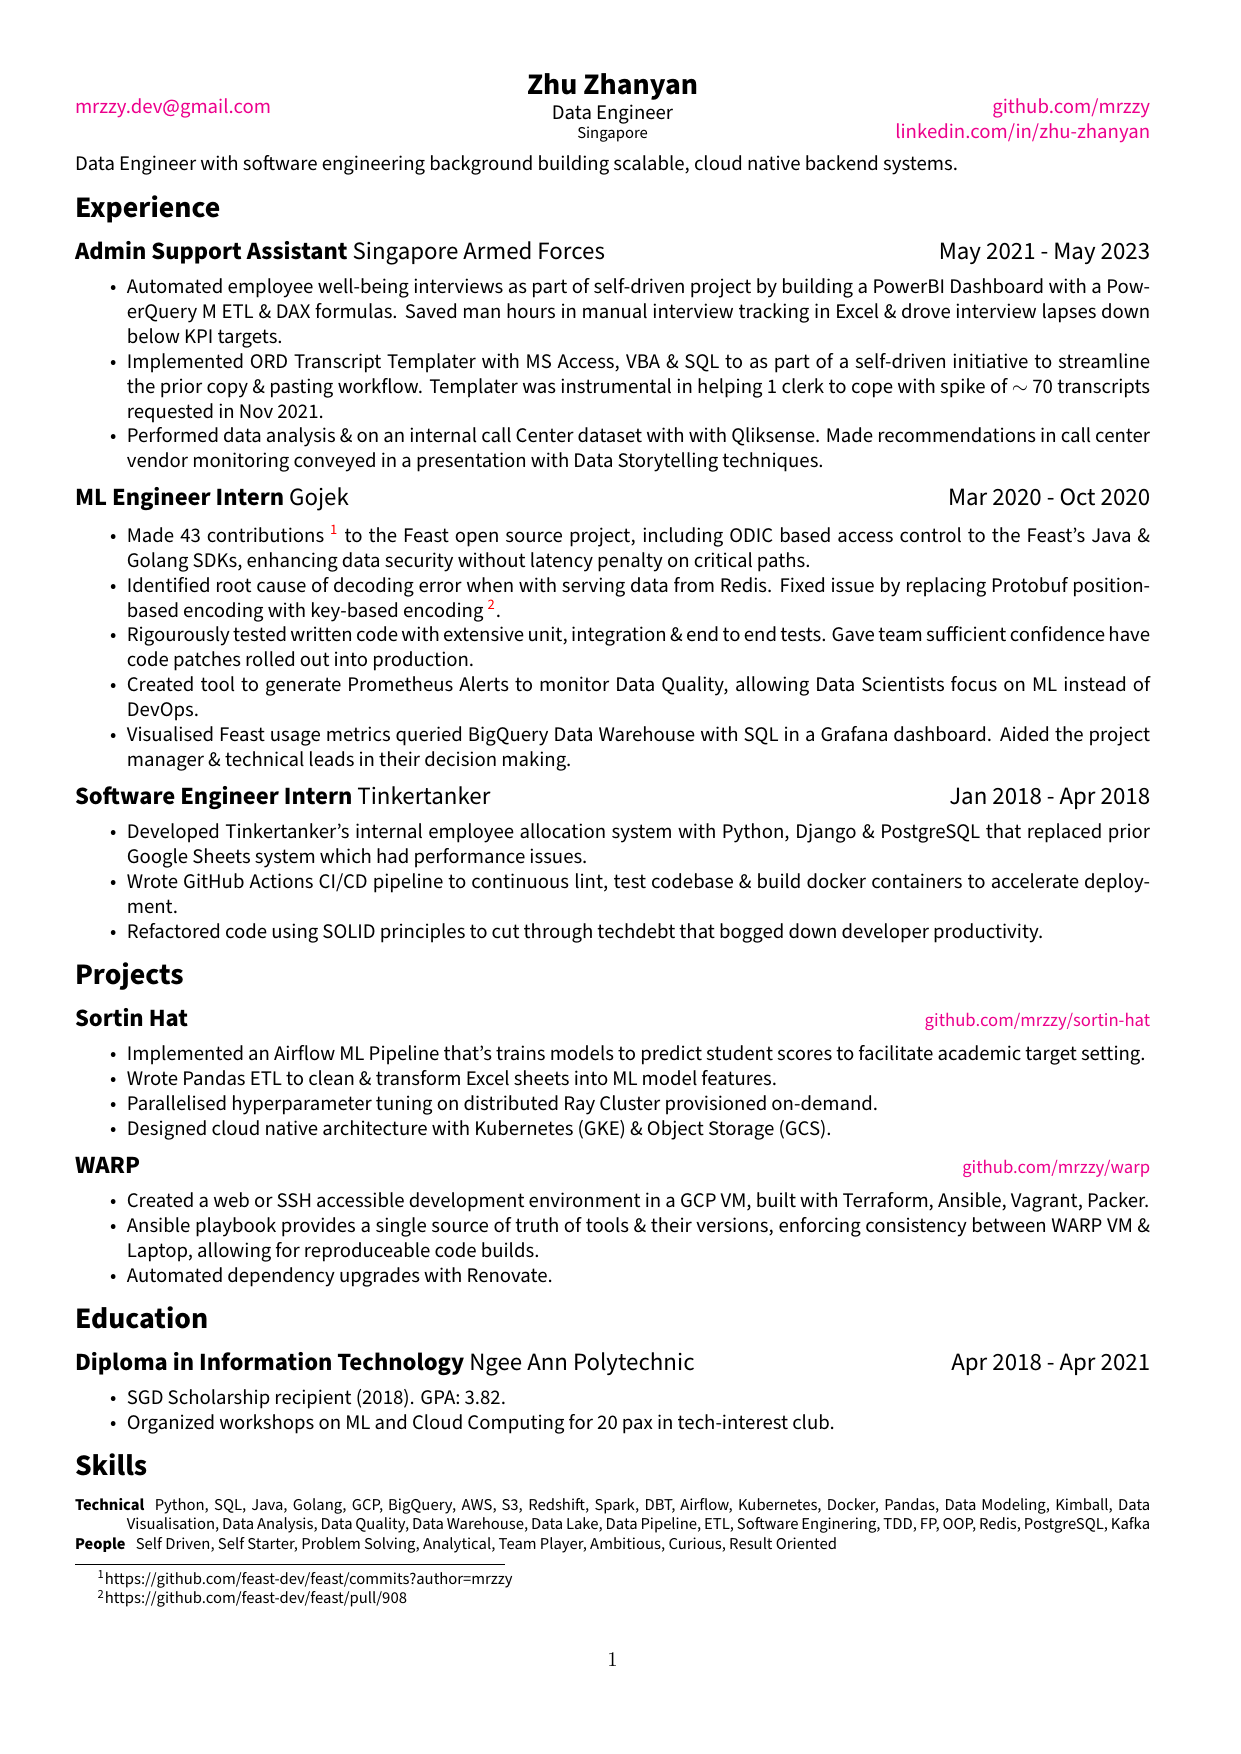 Zhu Zhanyan
mrzzy.dev@gmail.com
Data Engineer
github.com/mrzzy
Singapore
linkedin.com/in/zhu-zhanyan
Data Engineer with software engineering background building scalable, cloud native backend systems.
Experience
Admin Support Assistant Singapore Armed Forces May 2021 - May 2023
• Automated employee well-being interviews as part of self-driven project by building a PowerBI Dashboard with a Pow-
erQuery M ETL & DAX formulas. Saved man hours in manual interview tracking in Excel & drove interview lapses down
below KPI targets.
• Implemented ORD Transcript Templater with MS Access, VBA & SQL to as part of a self-driven initiative to streamline
the prior copy & pasting workflow. Templater was instrumental in helping 1 clerk to cope with spike of ∼ 70 transcripts
requested in Nov 2021.
• Performed data analysis & on an internal call Center dataset with with Qliksense. Made recommendations in call center
vendor monitoring conveyed in a presentation with Data Storytelling techniques.
ML Engineer Intern Gojek Mar 2020 - Oct 2020
• Made 43 contributions 1 to the Feast open source project, including ODIC based access control to the Feast's Java &
Golang SDKs, enhancing data security without latency penalty on critical paths.
• Identified root cause of decoding error when with serving data from Redis. Fixed issue by replacing Protobuf position-
based encoding with key-based encoding 2.
• Rigourously tested written code with extensive unit, integration & end to end tests. Gave team sufficient confidence have
code patches rolled out into production.
• Created tool to generate Prometheus Alerts to monitor Data Quality, allowing Data Scientists focus on ML instead of
DevOps.
• Visualised Feast usage metrics queried BigQuery Data Warehouse with SQL in a Grafana dashboard. Aided the project
manager & technical leads in their decision making.
Software Engineer Intern Tinkertanker Jan 2018 - Apr 2018
• Developed Tinkertanker's internal employee allocation system with Python, Django & PostgreSQL that replaced prior
Google Sheets system which had performance issues.
• Wrote GitHub Actions CI/CD pipeline to continuous lint, test codebase & build docker containers to accelerate deploy-
ment.
• Refactored code using SOLID principles to cut through techdebt that bogged down developer productivity.
Projects
Sortin Hat github.com/mrzzy/sortin-hat
• Implemented an Airflow ML Pipeline that's trains models to predict student scores to facilitate academic target setting.
• Wrote Pandas ETL to clean & transform Excel sheets into ML model features.
• Parallelised hyperparameter tuning on distributed Ray Cluster provisioned on-demand.
• Designed cloud native architecture with Kubernetes (GKE) & Object Storage (GCS).
WARP github.com/mrzzy/warp
• Created a web or SSH accessible development environment in a GCP VM, built with Terraform, Ansible, Vagrant, Packer.
• Ansible playbook provides a single source of truth of tools & their versions, enforcing consistency between WARP VM &
Laptop, allowing for reproduceable code builds.
• Automated dependency upgrades with Renovate.
Education
Diploma in Information Technology Ngee Ann Polytechnic Apr 2018 - Apr 2021
• SGD Scholarship recipient (2018). GPA: 3.82.
• Organized workshops on ML and Cloud Computing for 20 pax in tech-interest club.
Skills
Technical Python, SQL, Java, Golang, GCP, BigQuery, AWS, S3, Redshift, Spark, DBT, Airflow, Kubernetes, Docker, Pandas, Data Modeling, Kimball, Data
Visualisation, Data Analysis, Data Quality, Data Warehouse, Data Lake, Data Pipeline, ETL, Software Enginering, TDD, FP, OOP, Redis, PostgreSQL, Kafka
People Self Driven, Self Starter, Problem Solving, Analytical, Team Player, Ambitious, Curious, Result Oriented
1https://github.com/feast-dev/feast/commits?author=mrzzy
2https://github.com/feast-dev/feast/pull/908
1